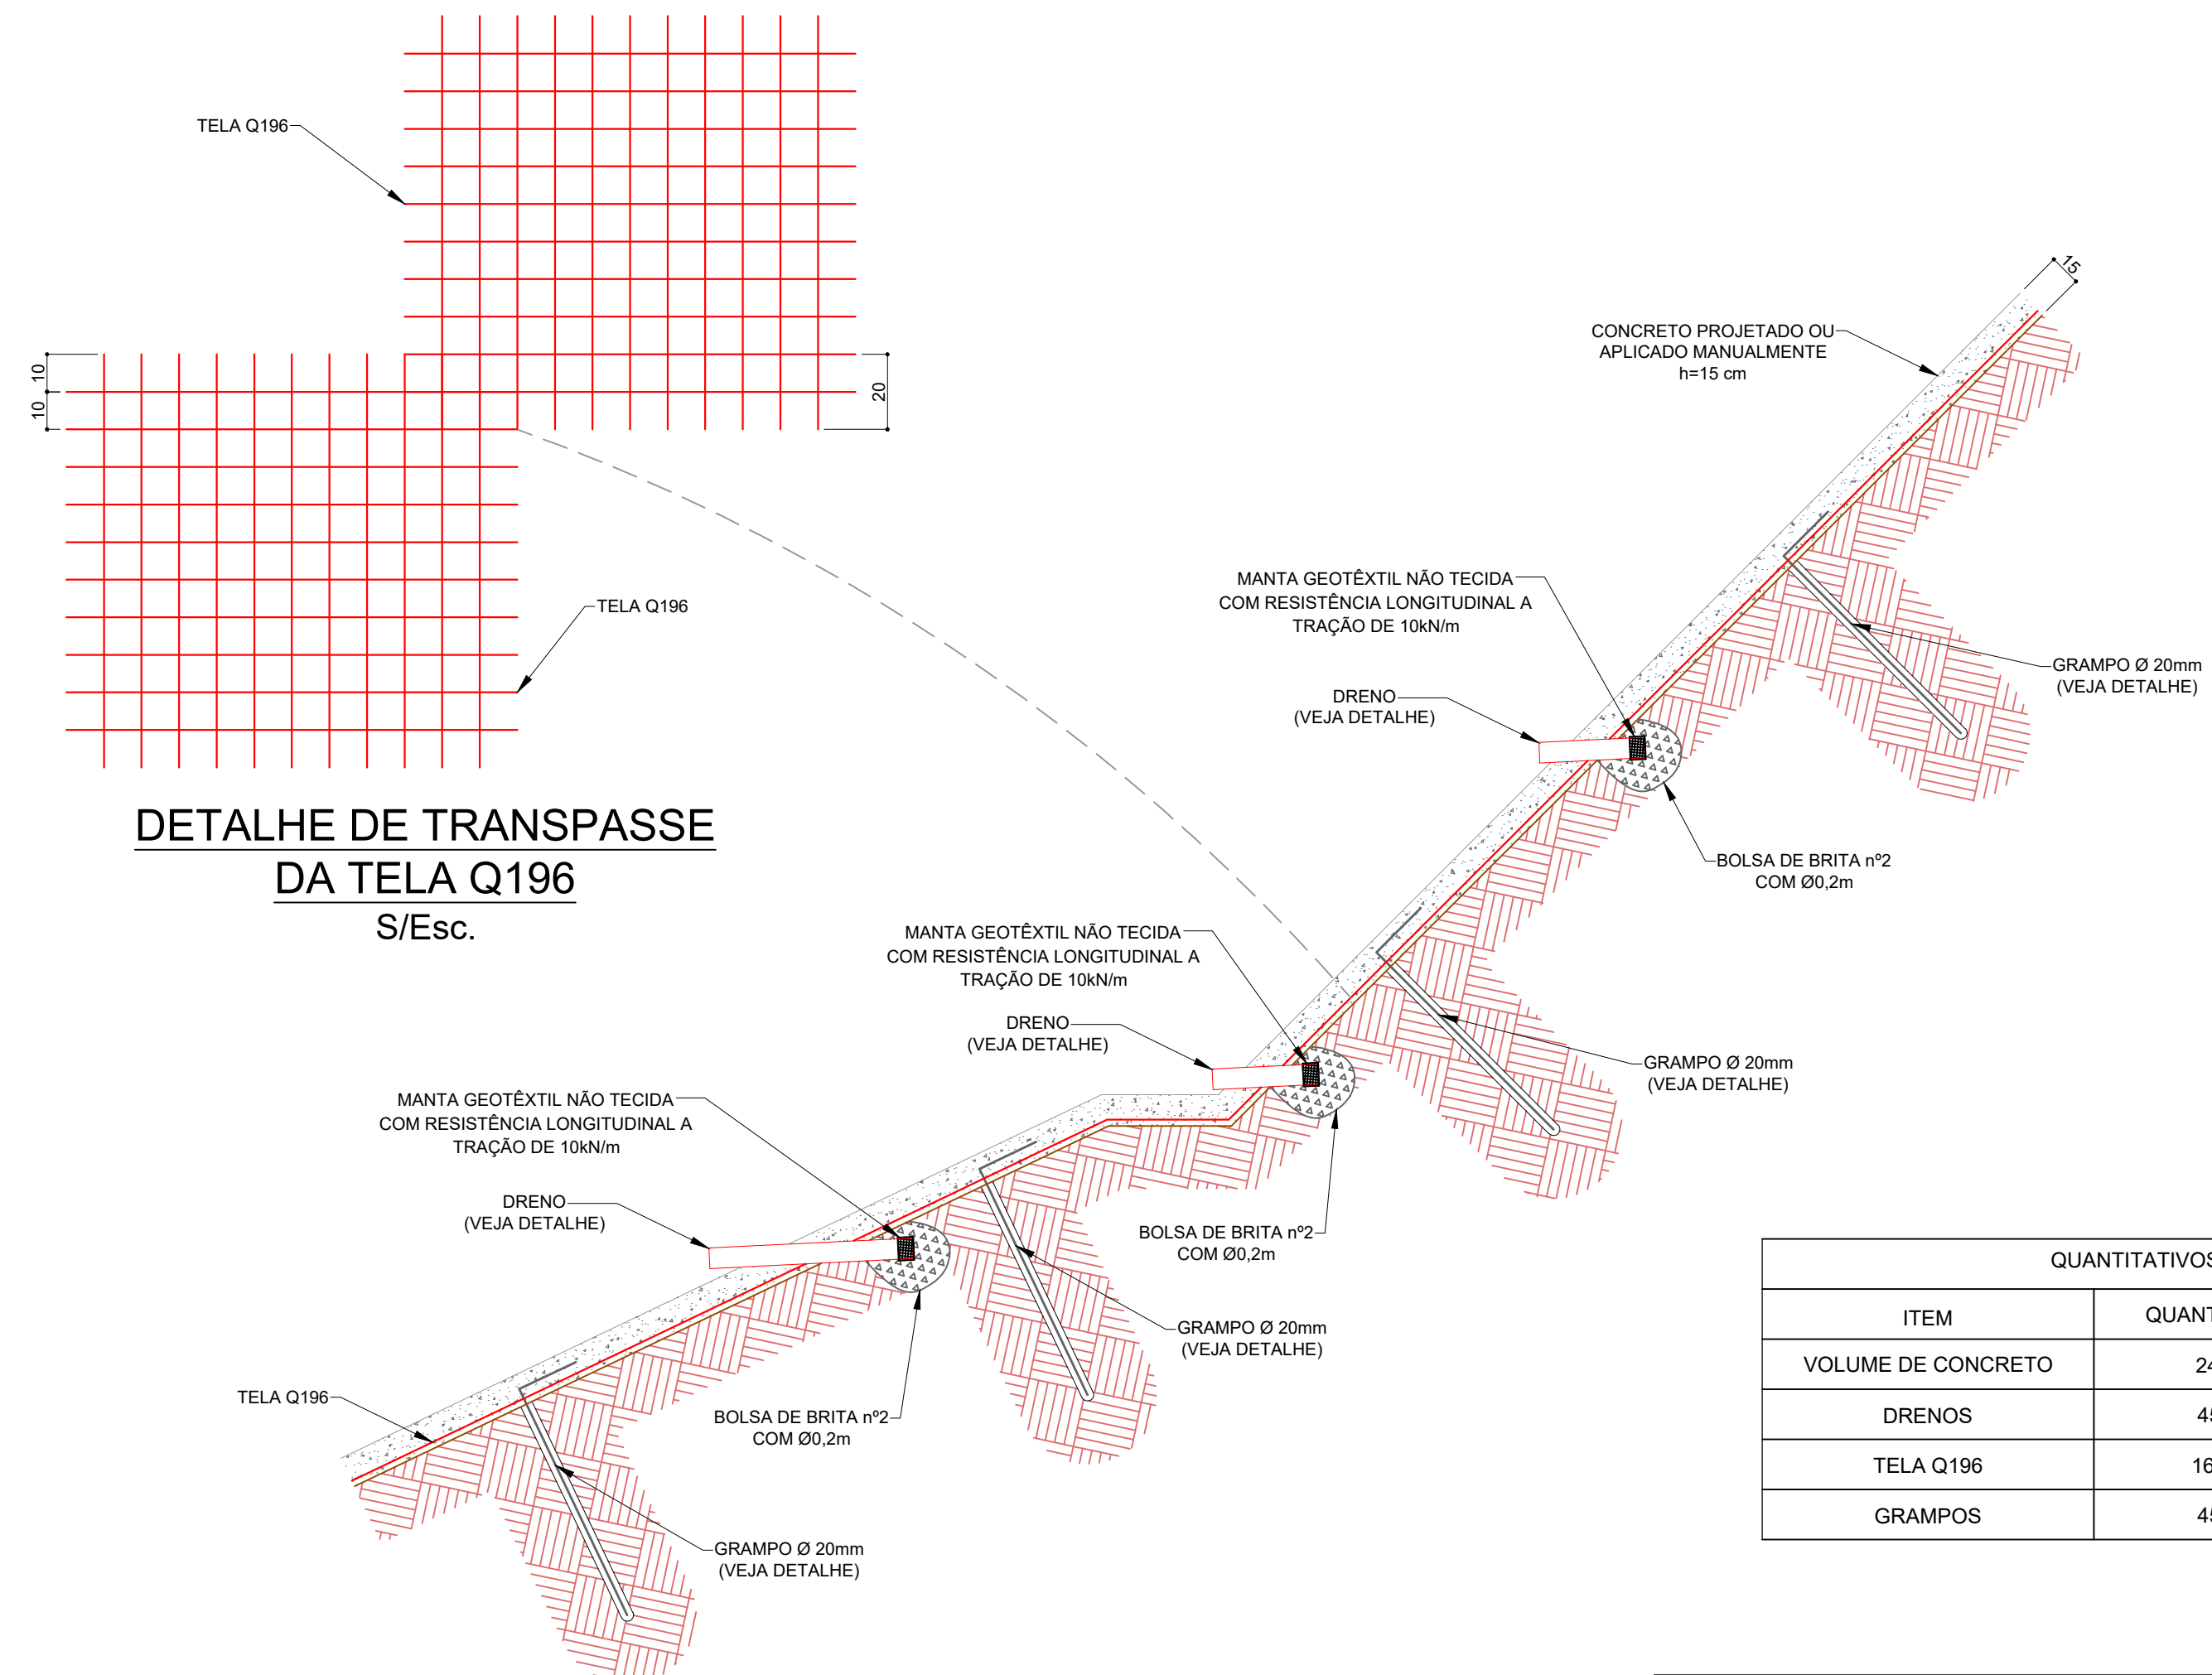 TELA Q196
10
10
20
TELA Q196
DETALHE DE TRANSPASSE
DA TELA Q196
S/Esc.
15
CONCRETO PROJETADO OU
APLICADO MANUALMENTE
h=15 cm
MANTA GEOTÊXTIL NÃO TECIDA
COM RESISTÊNCIA LONGITUDINAL A
TRAÇÃO DE 10kN/m
GRAMPO Ø 20mm
(VEJA DETALHE)
DRENO
(VEJA DETALHE)
BOLSA DE BRITA nº2
COM Ø0,2m
MANTA GEOTÊXTIL NÃO TECIDA
COM RESISTÊNCIA LONGITUDINAL A
TRAÇÃO DE 10kN/m
DRENO
(VEJA DETALHE)
GRAMPO Ø 20mm
(VEJA DETALHE)
MANTA GEOTÊXTIL NÃO TECIDA
COM RESISTÊNCIA LONGITUDINAL A
TRAÇÃO DE 10kN/m
DRENO
(VEJA DETALHE)
BOLSA DE BRITA nº2
COM Ø0,2m
GRAMPO Ø 20mm
(VEJA DETALHE)
TELA Q196
BOLSA DE BRITA nº2
COM Ø0,2m
GRAMPO Ø 20mm
(VEJA DETALHE)
QUANTITATIVOS
ITEM
VOLUME DE CONCRETO
DRENOS
TELA Q196
GRAMPOS